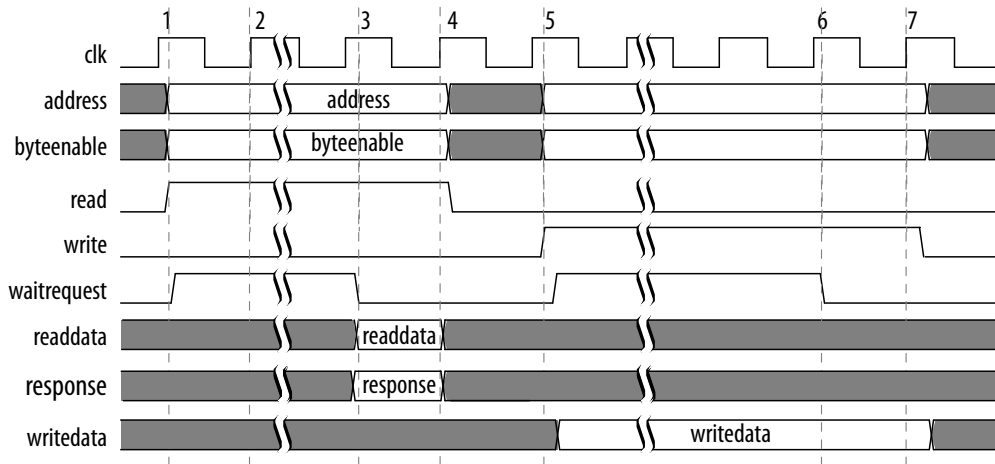 1 2 3 4 5 6 7
clk
address address
byteenable byteenable
read
write
waitrequest
readdata readdata
response response
writedata writedata